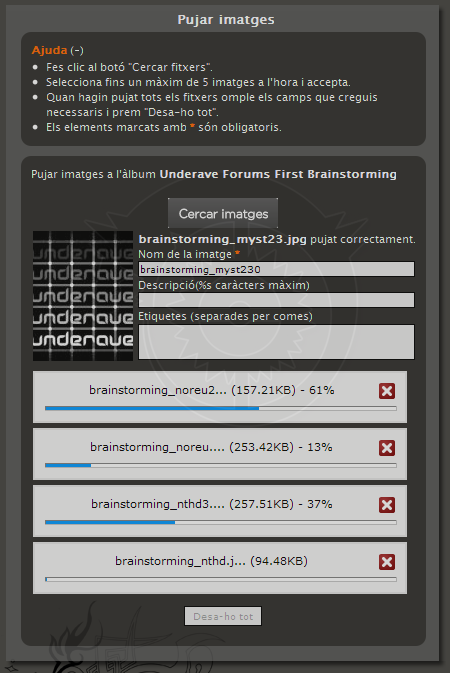 Pujar imatges
Ajuda (-)
Fes clic al botó "Cercar fitxers".
Selecciona fins un màxim de 5 imatges a l'hora i accepta.
Quan hagin pujat tots els fitxers omple els camps que creguis
necessaris i prem "Desa-ho tot".
Els elements marcats amb * són obligatoris.
Pujar imatges a l'àlbum Underave Forums First Brainstorming
Cercar imatges
brainstorming_myst23.jpg pujat correctament.
Nom de la imatge *
brainstorming_myst230
Descripció(%s caràcters màxim)
Etiquetes (separades per comes)
underave
underave
underave
underave
underave
underave
brainstorming_noreu2... (157.21KB) - 61%
brainstorming_noreu.... (253.42KB) - 13%
brainstorming_nthd3.... (257.51KB) - 37%
brainstorming_nthd.j... (94.48KB)
Desa-ho tot